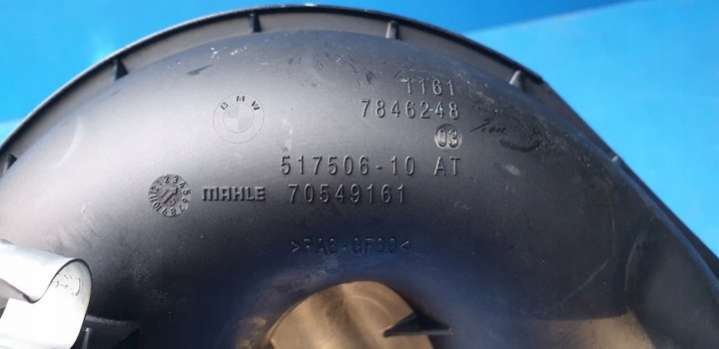 1161
BMW
7846248
03
517506-10 AT
MAHLE 70549161
>PA6-GF30<